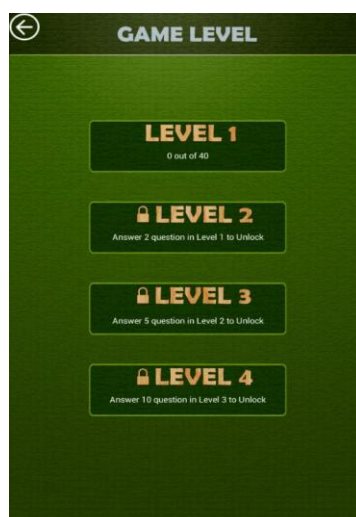 GAME LEVEL
LEVEL 1
0 out of 40
LEVEL 2
Answer 2 question in Level 1 to Unlock
LEVEL 3
Answer 5 question in Level 2 to Unlock
LEVEL 4
Answer 10 question in Level 3 to Unlock